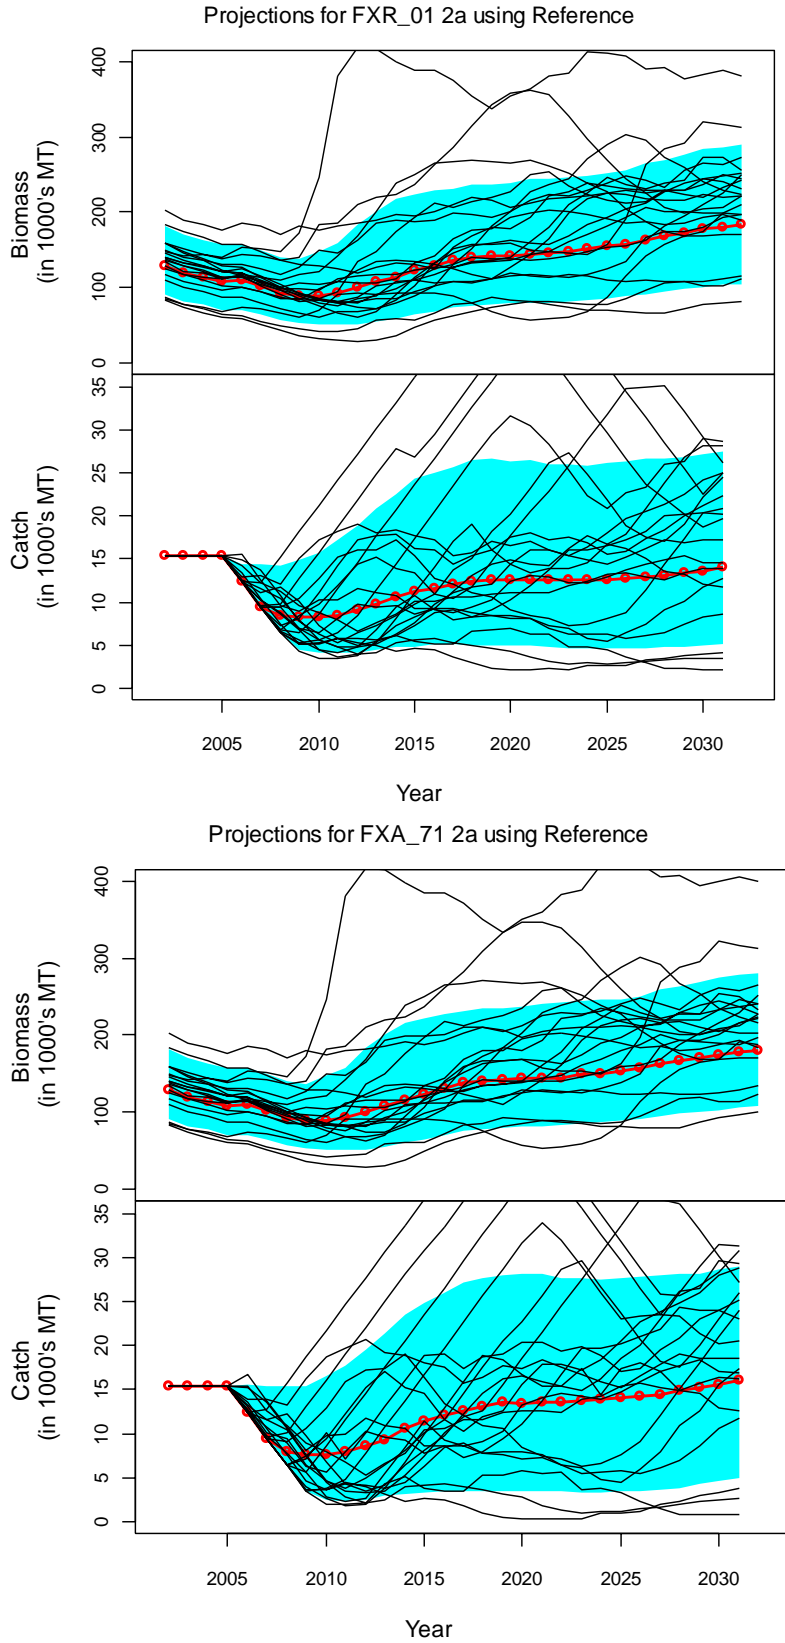 Projections for FXR_01 2a using Reference
Biomass
(in 1000's MT)
400
300
200
100
0
Catch
(in 1000's MT)
35
30
25
20
15
10
5
0
2005 2010 2015 2020 2025 2030
Year
Projections for FXA_71 2a using Reference
Biomass
(in 1000's MT)
400
300
200
100
0
Catch
(in 1000's MT)
35
30
25
20
15
10
5
0
2005 2010 2015 2020 2025 2030
Year